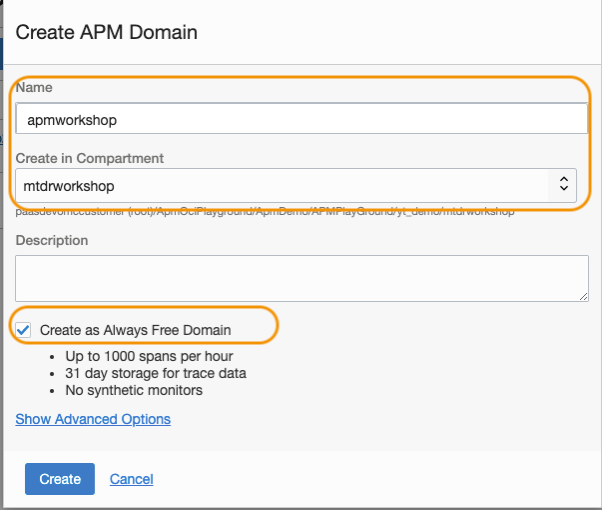 Create APM Domain
Name
apmworkshop
Create in Compartment
mtdrworkshop
paasdevomccustomer (root)/ApmOciPlayground/ApmDemo/APMPlayGround/yt_demo/mtdrworkshop
Description
Create as Always Free Domain
• Up to 1000 spans per hour
• 31 day storage for trace data
• No synthetic monitors
Show Advanced Options
Create Cancel